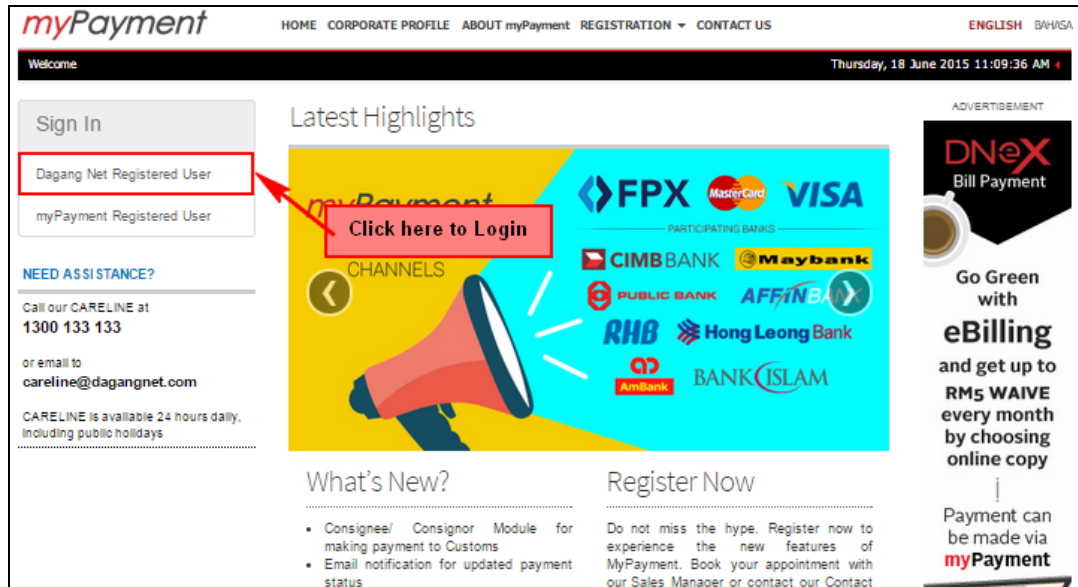 myPayment
HOME CORPORATE PROFILE ABOUT myPayment REGISTRATION CONTACT US
ENGLISH BAHASA
Welcome
Thursday, 18 June 2015 11:09:36 AM
Sign In
Dagang Net Registered User
myPayment Registered User
NEED ASSISTANCE?
Call our CARELINE at
1300 133 133
or email to
careline@dagangnet.com
CARELINE is available 24 hours daily,
including public holidays
Latest Highlights
myPayment
Click here to Login
CHANNELS
FPX MasterCard VISA
PARTICIPATING BANKS
CIMB BANK Maybank
PUBLIC BANK AFFIN BANK
RHB Hong Leong Bank
AmBank BANK ISLAM
What's New?
• Consignee/ Consignor Module for
making payment to Customs
• Email notification for updated payment
status
Register Now
Do not miss the hype. Register now to
experience the new features of
MyPayment. Book your appointment with
our Sales Manager or contact our Contact
ADVERTISEMENT
DNeX
Bill Payment
Go Green
with
eBilling
and get up to
RM5 WAIVE
every month
by choosing
online copy
Payment can
be made via
myPayment